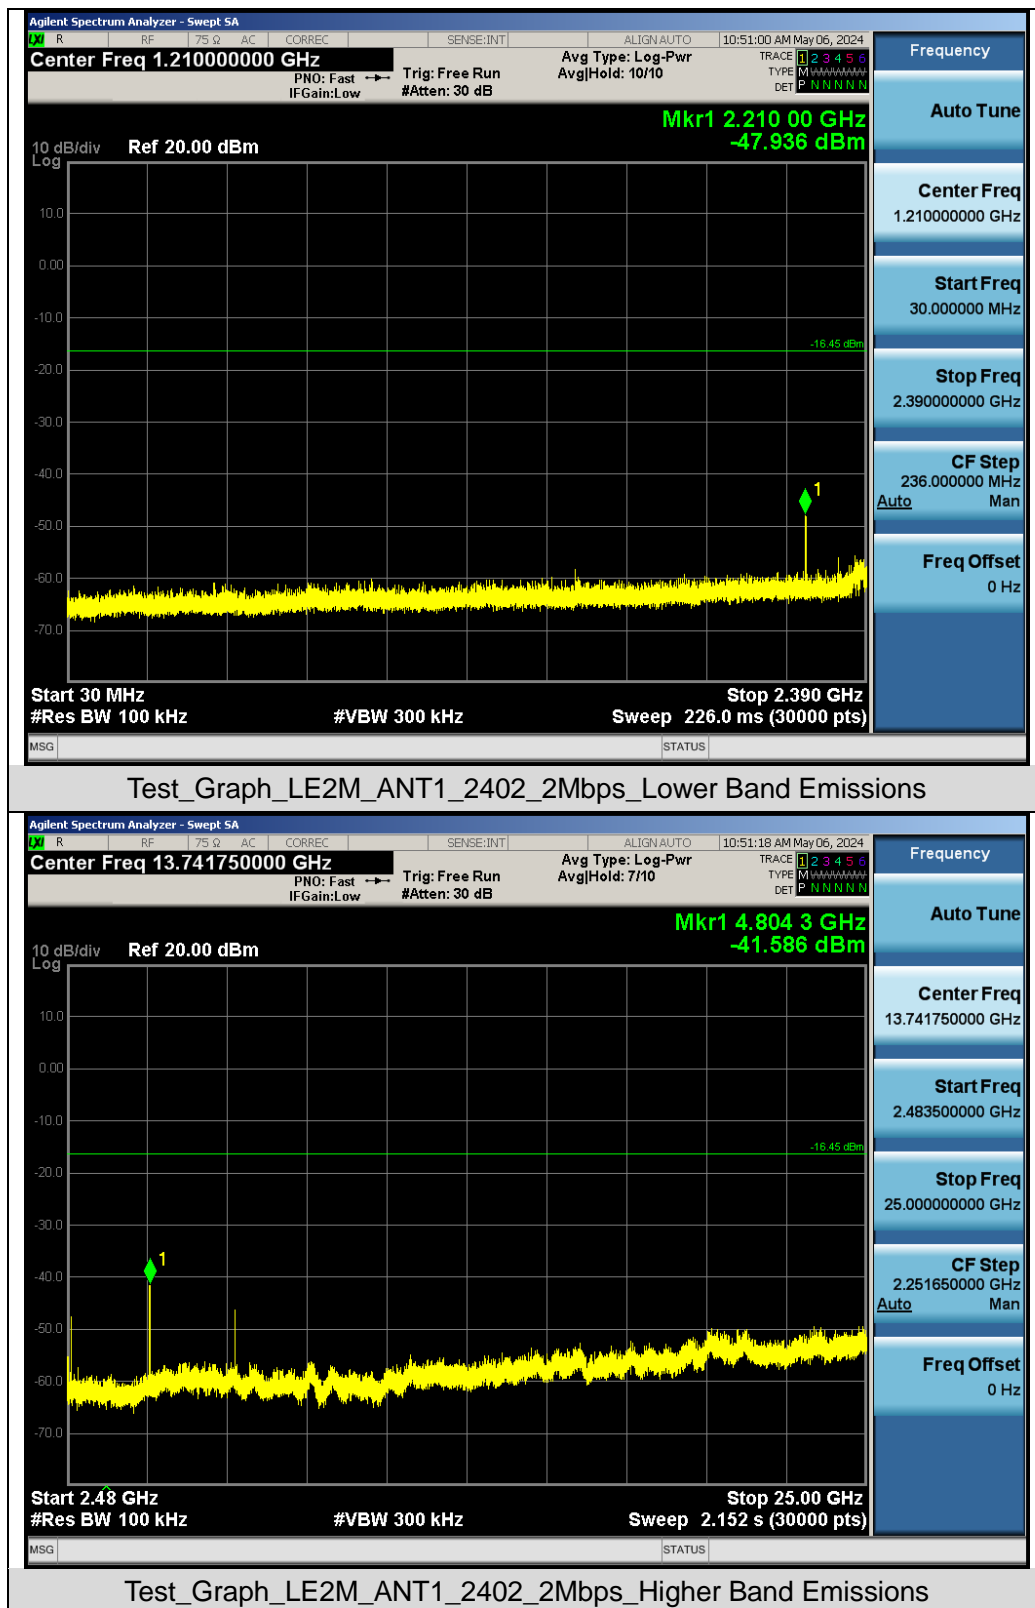 Agilent Spectrum Analyzer - Swept SA
LXI R RF 75 Ω AC CORREC SENSE:INT ALIGN AUTO 10:51:00 AM May 06, 2024
Center Freq 1.210000000 GHz
PNO: Fast
IFGain:Low
Trig: Free Run
#Atten: 30 dB
Avg Type: Log-Pwr
Avg|Hold: 10/10
TRACE 1 2 3 4 5 6
TYPE M
DET P N N N N N
Mkr1 2.210 00 GHz
-47.936 dBm
10 dB/div Ref 20.00 dBm
Log
10.0
0.00
-10.0
-16.45 dBm
-20.0
-30.0
-40.0
1
-50.0
-60.0
-70.0
Start 30 MHz Stop 2.390 GHz
#Res BW 100 kHz #VBW 300 kHz Sweep 226.0 ms (30000 pts)
MSG STATUS
Frequency
Auto Tune
Center Freq
1.210000000 GHz
Start Freq
30.000000 MHz
Stop Freq
2.390000000 GHz
CF Step
236.000000 MHz
Auto Man
Freq Offset
0 Hz
Test_Graph_LE2M_ANT1_2402_2Mbps_Lower Band Emissions
Agilent Spectrum Analyzer - Swept SA
LXI R RF 75 Ω AC CORREC SENSE:INT ALIGN AUTO 10:51:18 AM May 06, 2024
Center Freq 13.741750000 GHz
PNO: Fast
IFGain:Low
Trig: Free Run
#Atten: 30 dB
Avg Type: Log-Pwr
Avg|Hold: 7/10
TRACE 1 2 3 4 5 6
TYPE M
DET P N N N N N
Mkr1 4.804 3 GHz
-41.586 dBm
10 dB/div Ref 20.00 dBm
Log
10.0
0.00
-10.0
-16.45 dBm
-20.0
-30.0
1
-40.0
-50.0
-60.0
-70.0
Start 2.48 GHz Stop 25.00 GHz
#Res BW 100 kHz #VBW 300 kHz Sweep 2.152 s (30000 pts)
MSG STATUS
Frequency
Auto Tune
Center Freq
13.741750000 GHz
Start Freq
2.483500000 GHz
Stop Freq
25.000000000 GHz
CF Step
2.251650000 GHz
Auto Man
Freq Offset
0 Hz
Test_Graph_LE2M_ANT1_2402_2Mbps_Higher Band Emissions